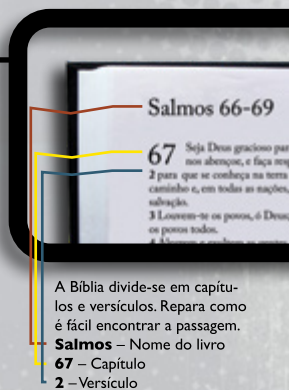 Salmos 66-69
67 Seja Deus gracioso par
nos abençoe, e faça resp
2 para que se conheça na terra
caminho e, em todas as nações,
salvação.
3 Louvem-te os povos, ó Deus;
os povos todos.
A Bíblia divide-se em capítu-
los e versículos. Repara como
é fácil encontrar a passagem.
Salmos – Nome do livro
67 – Capítulo
2 – Versículo